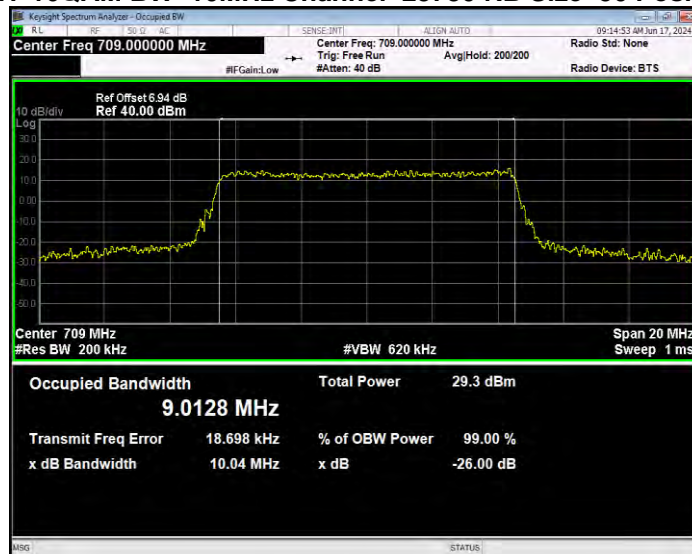 Keysight Spectrum Analyzer - Occupied BW
RL RF 50 Ω AC SENSE:INT ALIGN AUTO 09:14:53 AM Jun 17, 2024
Center Freq 709.000000 MHz Center Freq: 709.000000 MHz Radio Std: None
Trig: Free Run Avg|Hold: 200/200
#IFGain:Low #Atten: 40 dB Radio Device: BTS
Ref Offset 6.94 dB
10 dB/div Ref 40.00 dBm
Log
30.0
20.0
10.0
0.00
-10.0
-20.0
-30.0
-40.0
-50.0
Center 709 MHz Span 20 MHz
#Res BW 200 kHz #VBW 620 kHz Sweep 1 ms
Occupied Bandwidth Total Power 29.3 dBm
9.0128 MHz
Transmit Freq Error 18.698 kHz % of OBW Power 99.00 %
x dB Bandwidth 10.04 MHz x dB -26.00 dB
MSG STATUS